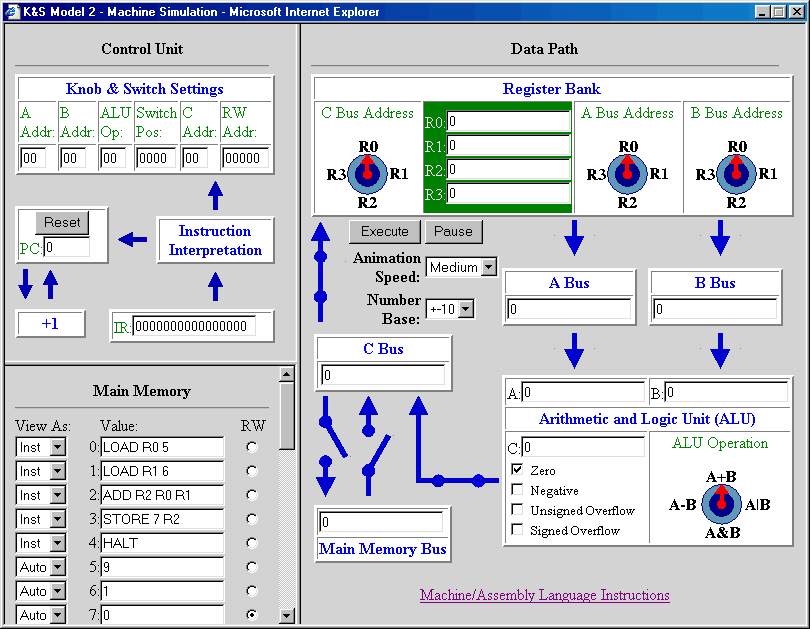 K&S Model 2 - Machine Simulation - Microsoft Internet Explorer
Control Unit
Knob & Switch Settings
A Addr: B Addr: ALU Op: Switch Pos: C Addr: RW Addr:
00 00 00 0000 00 00000
Reset
PC: 0
Instruction
Interpretation
+1
IR: 0000000000000000
Main Memory
View As: Value: RW
Inst 0: LOAD R0 5
Inst 1: LOAD R1 6
Inst 2: ADD R2 R0 R1
Inst 3: STORE 7 R2
Inst 4: HALT
Auto 5: 9
Auto 6: 1
Auto 7: 0
Data Path
Register Bank
C Bus Address
R0
R3 R1
R2
R0: 0
R1: 0
R2: 0
R3: 0
A Bus Address
R0
R3 R1
R2
B Bus Address
R0
R3 R1
R2
Execute Pause
Animation
Speed: Medium
Number
Base: +-10
A Bus
0
B Bus
0
C Bus
0
A: 0 B: 0
Arithmetic and Logic Unit (ALU)
C: 0
Zero
Negative
Unsigned Overflow
Signed Overflow
ALU Operation
A+B
A-B A|B
A&B
0
Main Memory Bus
Machine/Assembly Language Instructions